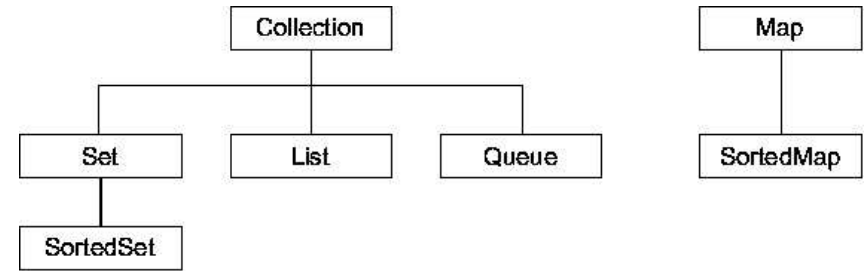 Collection
Map
Set
List
Queue
SortedMap
SortedSet